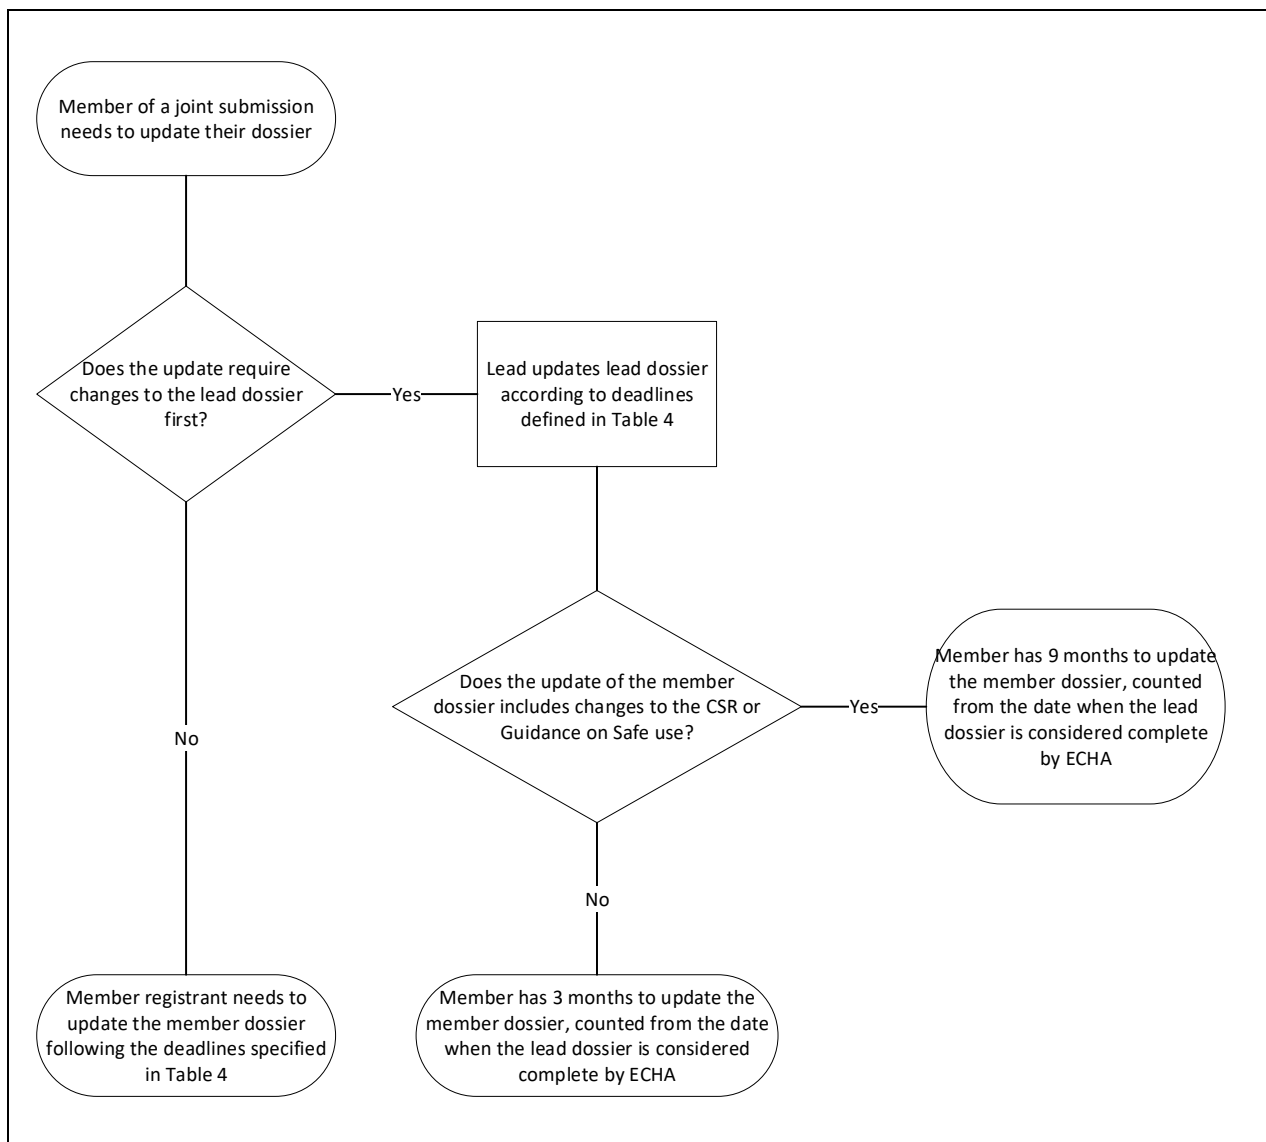 Member of a joint submission
needs to update their dossier
Does the update require
changes to the lead dossier
first?
Yes
Lead updates lead dossier
according to deadlines
defined in Table 4
Does the update of the member
dossier includes changes to the CSR or
Guidance on Safe use?
Yes
Member has 9 months to update
the member dossier, counted
from the date when the lead
dossier is considered complete
by ECHA
No
No
Member registrant needs to
update the member dossier
following the deadlines specified
in Table 4
Member has 3 months to update the
member dossier, counted from the date
when the lead dossier is considered
complete by ECHA